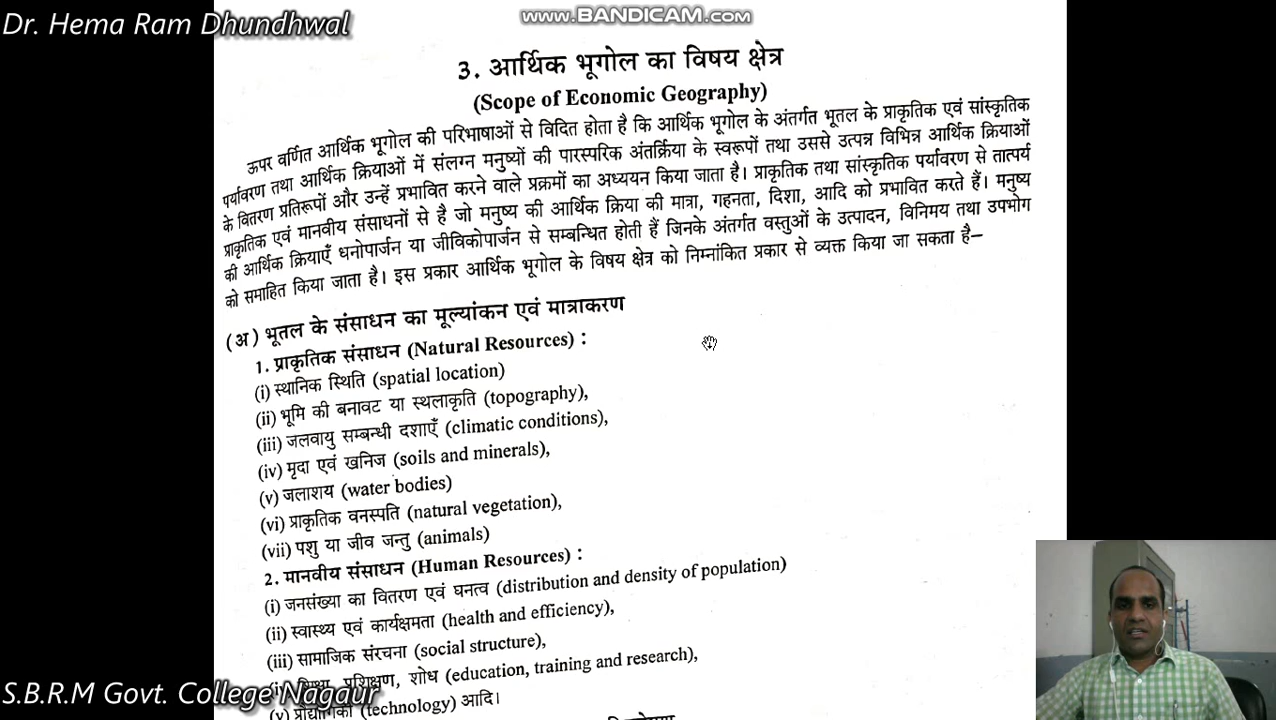 Dr. Hema Ram Dhundhwal
www.BANDICAM.com
3. आर्थिक भूगोल का विषय क्षेत्र
(Scope of Economic Geography)
ऊपर वर्णित आर्थिक भूगोल की परिभाषाओं से विदित होता है कि आर्थिक भूगोल के अंतर्गत भूतल के प्राकृतिक एवं सांस्कृतिक
पर्यावरण तथा आर्थिक क्रियाओं में संलग्न मनुष्यों की पारस्परिक अंतर्क्रिया के स्वरूपों तथा उससे उत्पन्न विभिन्न आर्थिक क्रियाओं
के वितरण प्रतिरूपों और उन्हें प्रभावित करने वाले प्रक्रमों का अध्ययन किया जाता है। प्राकृतिक तथा सांस्कृतिक पर्यावरण से तात्पर्य
प्राकृतिक एवं मानवीय संसाधनों से है जो मनुष्य की आर्थिक क्रिया की मात्रा, गहनता, दिशा, आदि को प्रभावित करते हैं। मनुष्य
की आर्थिक क्रियाएँ धनोपार्जन या जीविकोपार्जन से सम्बन्धित होती हैं जिनके अंतर्गत वस्तुओं के उत्पादन, विनिमय तथा उपभोग
को समाहित किया जाता है। इस प्रकार आर्थिक भूगोल के विषय क्षेत्र को निम्नांकित प्रकार से व्यक्त किया जा सकता है–
(अ) भूतल के संसाधन का मूल्यांकन एवं मात्राकरण
1. प्राकृतिक संसाधन (Natural Resources) :
(i) स्थानिक स्थिति (spatial location)
(ii) भूमि की बनावट या स्थलाकृति (topography),
(iii) जलवायु सम्बन्धी दशाएँ (climatic conditions),
(iv) मृदा एवं खनिज (soils and minerals),
(v) जलाशय (water bodies)
(vi) प्राकृतिक वनस्पति (natural vegetation),
(vii) पशु या जीव जन्तु (animals)
2. मानवीय संसाधन (Human Resources) :
(i) जनसंख्या का वितरण एवं घनत्व (distribution and density of population)
(ii) स्वास्थ्य एवं कार्यक्षमता (health and efficiency),
(iii) सामाजिक संरचना (social structure),
प्रशिक्षण, शोध (education, training and research),
(v) प्रौद्योगिकी (technology) आदि।
S.B.R.M Govt. College Nagaur